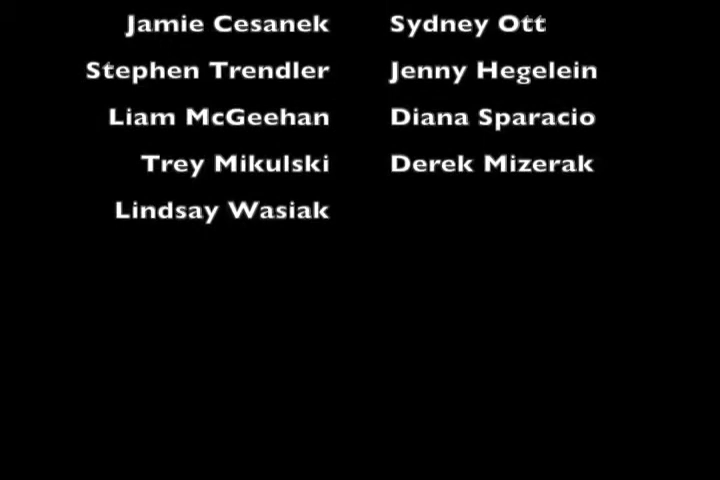 Jamie Cesanek Sydney Ott
Stephen Trendler Jenny Hegelein
Liam McGeehan Diana Sparacio
Trey Mikulski Derek Mizerak
Lindsay Wasiak